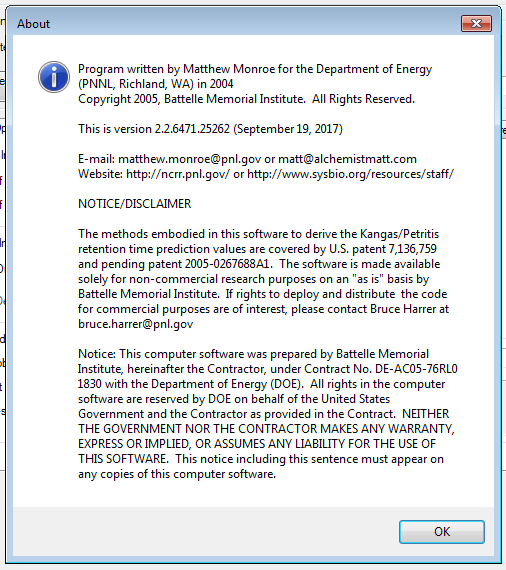 About
Program written by Matthew Monroe for the Department of Energy
(PNNL, Richland, WA) in 2004
Copyright 2005, Battelle Memorial Institute.  All Rights Reserved.
This is version 2.2.6471.25262 (September 19, 2017)
E-mail: matthew.monroe@pnl.gov or matt@alchemistmatt.com
Website: http://ncrr.pnl.gov/ or http://www.sysbio.org/resources/staff/
NOTICE/DISCLAIMER
The methods embodied in this software to derive the Kangas/Petritis
retention time prediction values are covered by U.S. patent 7,136,759
and pending patent 2005-0267688A1.  The software is made available
solely for non-commercial research purposes on an "as is" basis by
Battelle Memorial Institute.  If rights to deploy and distribute  the code
for commercial purposes are of interest, please contact Bruce Harrer at
bruce.harrer@pnl.gov
Notice: This computer software was prepared by Battelle Memorial
Institute, hereinafter the Contractor, under Contract No. DE-AC05-76RL0
1830 with the Department of Energy (DOE).  All rights in the computer
software are reserved by DOE on behalf of the United States
Government and the Contractor as provided in the Contract.  NEITHER
THE GOVERNMENT NOR THE CONTRACTOR MAKES ANY WARRANTY,
EXPRESS OR IMPLIED, OR ASSUMES ANY LIABILITY FOR THE USE OF
THIS SOFTWARE.  This notice including this sentence must appear on
any copies of this computer software.
OK